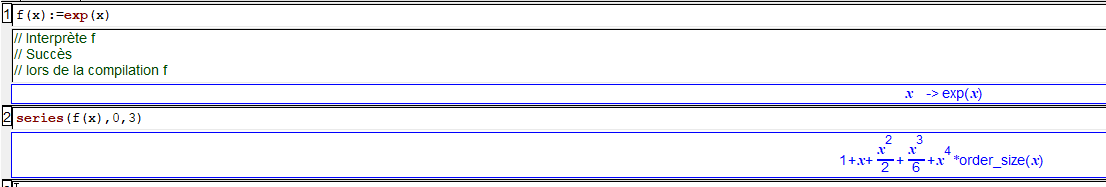 1 f(x):=exp(x)
// Interprète f
// Succès
// lors de la compilation f
x -> exp(x)
2 series(f(x),0,3)
1+x+x^2/2+x^3/6+x^4*order_size(x)